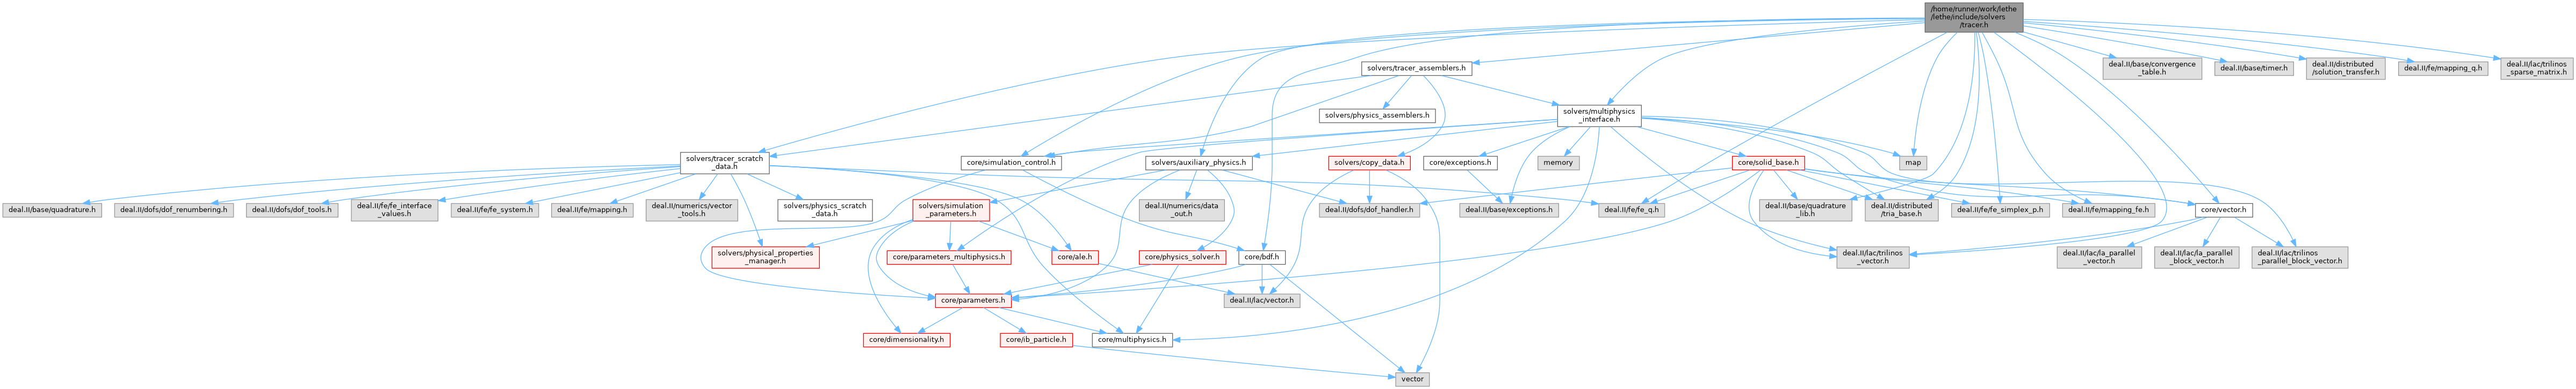 /home/runner/work/lethe
/lethe/include/solvers
/tracer.h
solvers/tracer_assemblers.h
deal.II/base/convergence
_table.h
deal.II/base/timer.h
deal.II/distributed
/solution_transfer.h
deal.II/fe/mapping_q.h
deal.II/lac/trilinos
_sparse_matrix.h
solvers/physics_assemblers.h
solvers/multiphysics
_interface.h
solvers/tracer_scratch
_data.h
core/simulation_control.h
solvers/auxiliary_physics.h
solvers/copy_data.h
core/exceptions.h
memory
core/solid_base.h
map
deal.II/base/quadrature.h
deal.II/dofs/dof_renumbering.h
deal.II/dofs/dof_tools.h
deal.II/fe/fe_interface
_values.h
deal.II/fe/fe_system.h
deal.II/fe/mapping.h
deal.II/numerics/vector
_tools.h
solvers/physics_scratch
_data.h
solvers/simulation
_parameters.h
deal.II/numerics/data
_out.h
deal.II/dofs/dof_handler.h
deal.II/base/exceptions.h
deal.II/fe/fe_q.h
deal.II/base/quadrature
_lib.h
deal.II/distributed
/tria_base.h
deal.II/fe/fe_simplex_p.h
deal.II/fe/mapping_fe.h
core/vector.h
solvers/physical_properties
_manager.h
core/parameters_multiphysics.h
core/ale.h
core/physics_solver.h
core/bdf.h
deal.II/lac/trilinos
_vector.h
deal.II/lac/la_parallel
_vector.h
deal.II/lac/la_parallel
_block_vector.h
deal.II/lac/trilinos
_parallel_block_vector.h
core/parameters.h
deal.II/lac/vector.h
core/dimensionality.h
core/ib_particle.h
core/multiphysics.h
vector